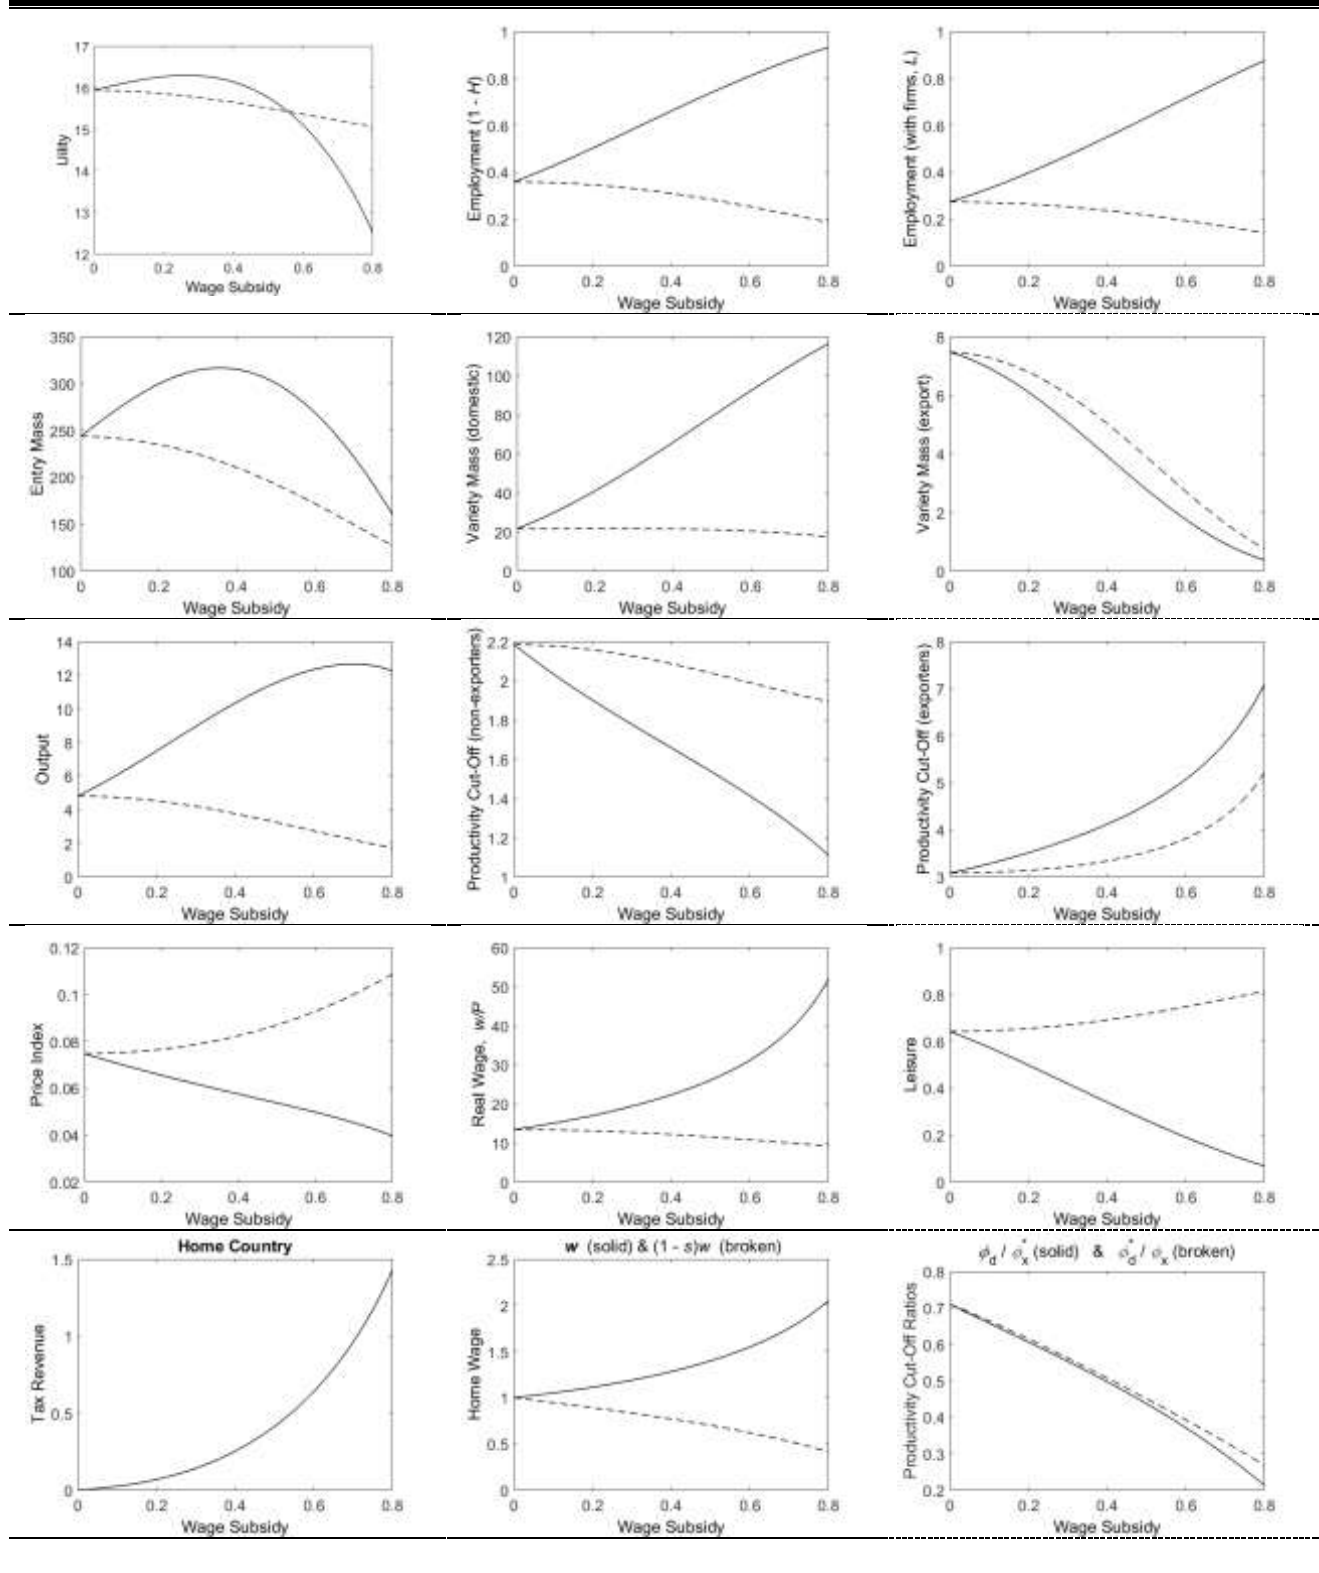 17
16
15
14
13
12
Uility
0 0.2 0.4 0.6 0.8
Wage Subsidy
1
0.8
0.6
0.4
0.2
0
Employment (1 - H)
0 0.2 0.4 0.6 0.8
Wage Subsidy
1
0.8
0.6
0.4
0.2
0
Employment (with firms, L)
0 0.2 0.4 0.6 0.8
Wage Subsidy
350
300
250
200
150
100
Entry Mass
0 0.2 0.4 0.6 0.8
Wage Subsidy
120
100
80
60
40
20
0
Variety Mass (domestic)
0 0.2 0.4 0.6 0.8
Wage Subsidy
8
6
4
2
0
Variety Mass (export)
0 0.2 0.4 0.6 0.8
Wage Subsidy
14
12
10
8
6
4
2
0
Output
0 0.2 0.4 0.6 0.8
Wage Subsidy
2.2
2
1.8
1.6
1.4
1.2
1
Productivity Cut-Off (non-exporters)
0 0.2 0.4 0.6 0.8
Wage Subsidy
8
7
6
5
4
3
Productivity Cut-Off (exporters)
0 0.2 0.4 0.6 0.8
Wage Subsidy
0.12
0.1
0.08
0.06
0.04
0.02
Price Index
0 0.2 0.4 0.6 0.8
Wage Subsidy
60
50
40
30
20
10
0
Real Wage, w/P
0 0.2 0.4 0.6 0.8
Wage Subsidy
1
0.8
0.6
0.4
0.2
0
Leisure
0 0.2 0.4 0.6 0.8
Wage Subsidy
Home Country
1.5
1
0.5
0
Tax Revenue
0 0.2 0.4 0.6 0.8
Wage Subsidy
w (solid) & (1 - s)w (broken)
2.5
2
1.5
1
0.5
0
Home Wage
0 0.2 0.4 0.6 0.8
Wage Subsidy
ϕd / ϕx* (solid) & ϕd* / ϕx (broken)
0.8
0.7
0.6
0.5
0.4
0.3
0.2
Productivity Cut-Off Ratios
0 0.2 0.4 0.6 0.8
Wage Subsidy